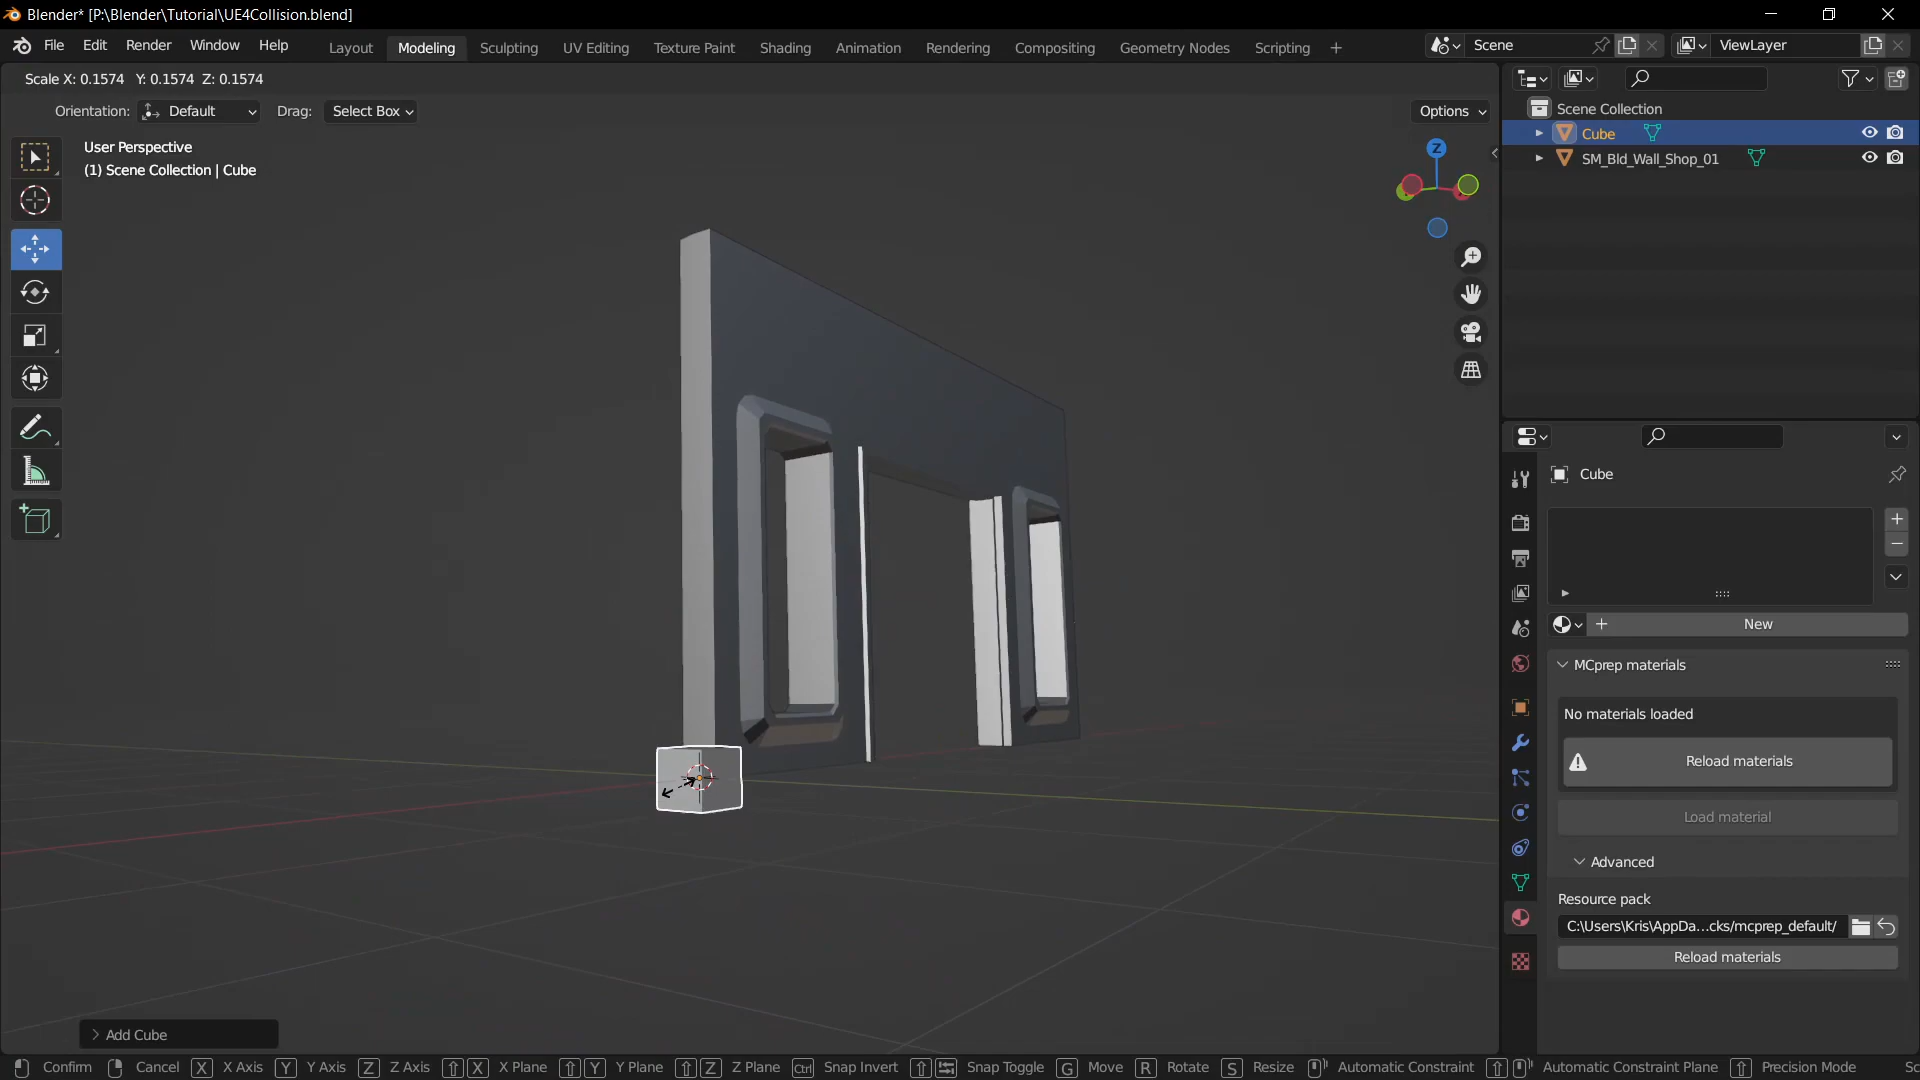 Blender* [P:\Blender\Tutorial\UE4Collision.blend]
File Edit Render Window Help Layout Modeling Sculpting UV Editing Texture Paint Shading Animation Rendering Compositing Geometry Nodes Scripting + Scene ViewLayer
Scale X: 0.1574 Y: 0.1574 Z: 0.1574
Orientation: Default Drag: Select Box Options
User Perspective
(1) Scene Collection | Cube
Z
Scene Collection
Cube
SM_Bld_Wall_Shop_01
Cube
New
MCprep materials
No materials loaded
Reload materials
Load material
Advanced
Resource pack
C:\Users\Kris\AppDa...cks/mcprep_default/
Reload materials
Add Cube
Confirm Cancel X X Axis Y Y Axis Z Z Axis X X Plane Y Y Plane Z Z Plane Ctrl Snap Invert Snap Toggle G Move R Rotate S Resize Automatic Constraint Automatic Constraint Plane Precision Mode Sc